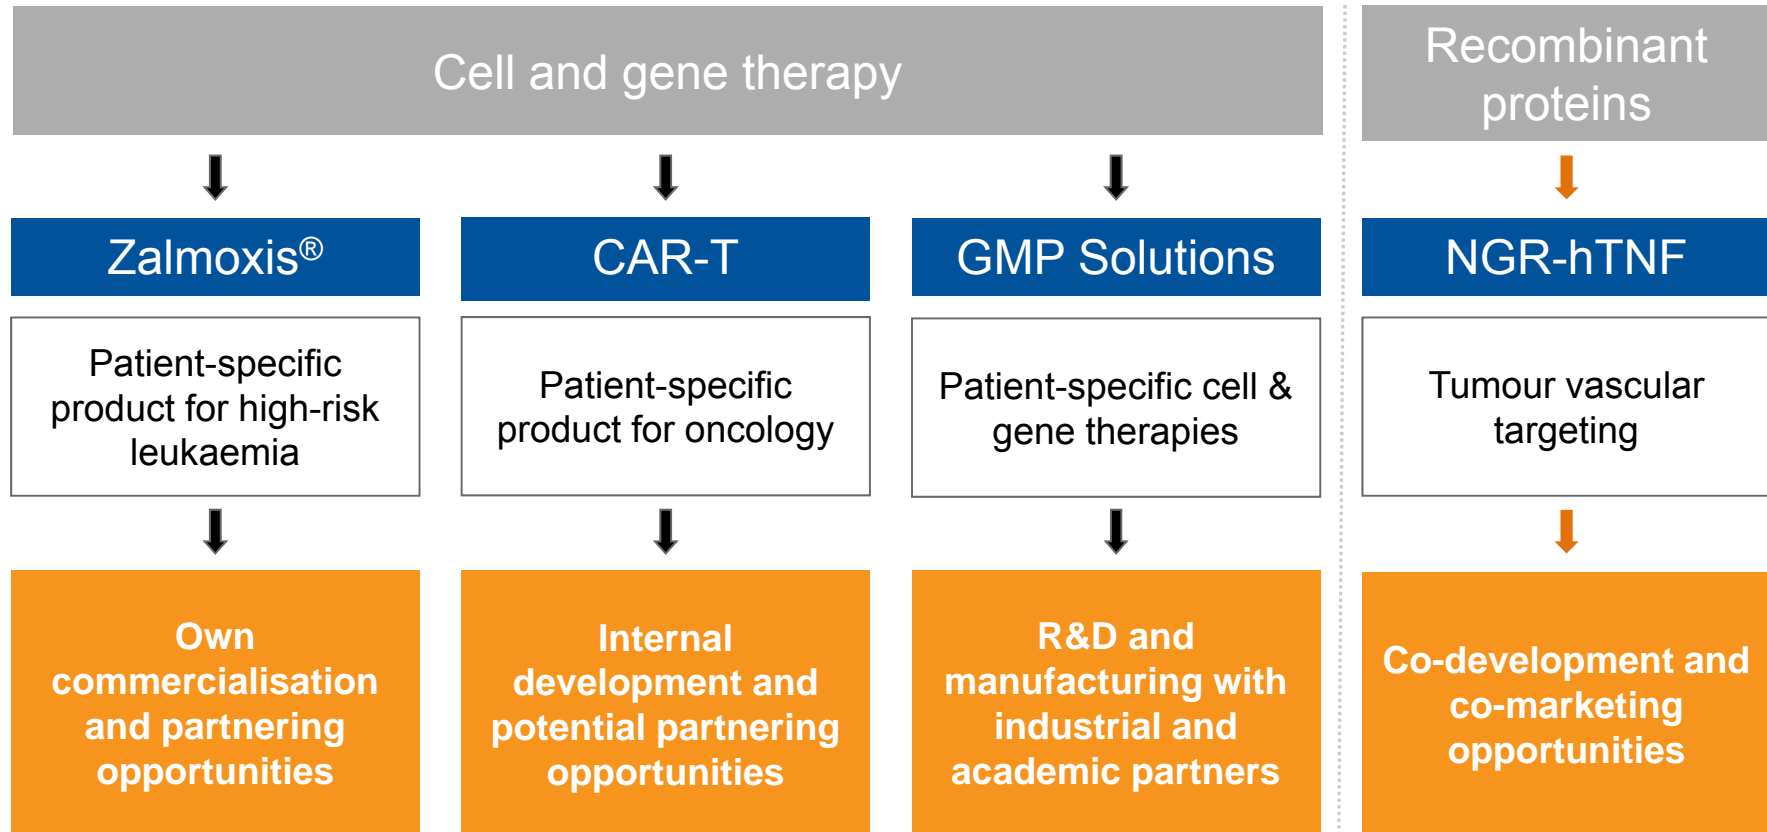 Cell and gene therapy
Recombinant
proteins
Zalmoxis®
CAR-T
GMP Solutions
NGR-hTNF
Patient-specific
product for high-risk
leukaemia
Patient-specific
product for oncology
Patient-specific cell &
gene therapies
Tumour vascular
targeting
Own
commercialisation
and partnering
opportunities
Internal
development and
potential partnering
opportunities
R&D and
manufacturing with
industrial and
academic partners
Co-development and
co-marketing
opportunities